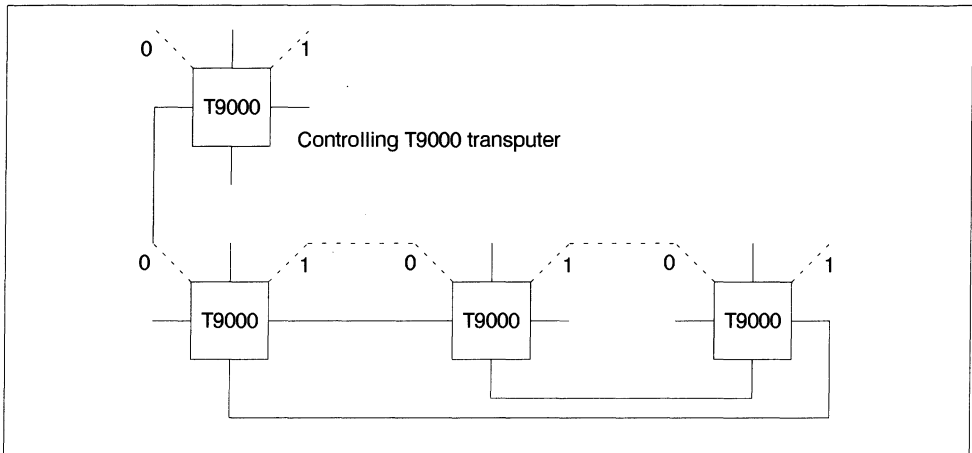 0 1
T9000
Controlling T9000 transputer
0 1 0 1 0 1
T9000 T9000 T9000